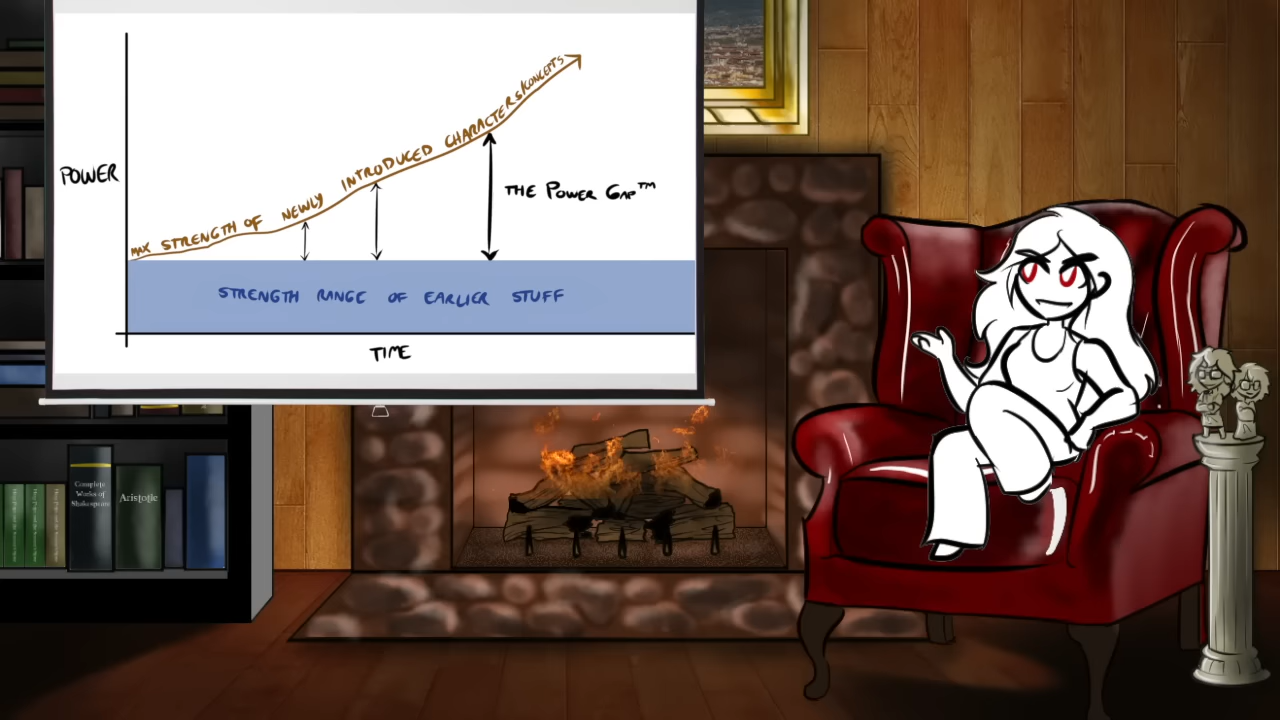 MAX STRENGTH OF NEWLY INTRODUCED CHARACTERS/CONCEPTS
POWER
THE POWER GAP™
STRENGTH RANGE OF EARLIER STUFF
TIME
Complete
Works of
Shakespeare
Aristotle